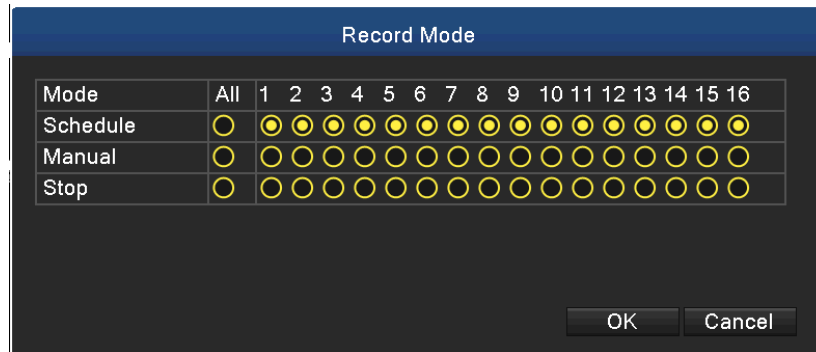 Record Mode
Mode All 1 2 3 4 5 6 7 8 9 10 11 12 13 14 15 16
Schedule
Manual
Stop
OK Cancel